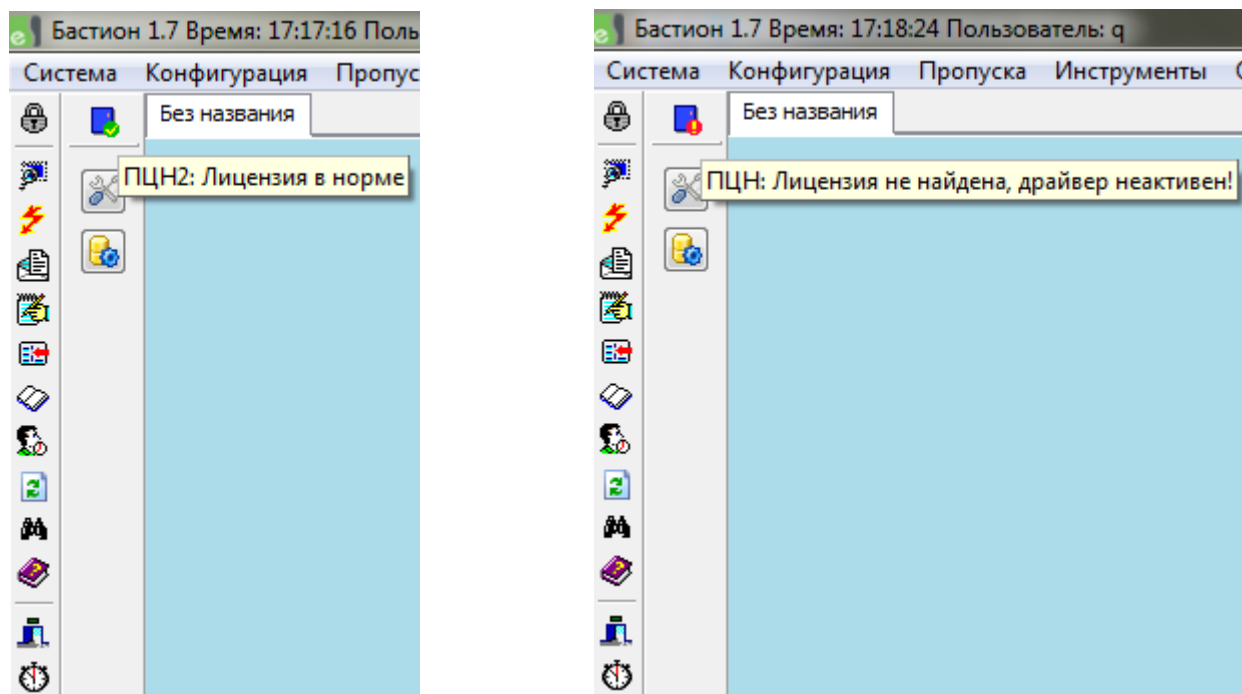 Бастион 1.7 Время: 17:17:16 Поль
Система Конфигурация Пропус
Без названия
ПЦН2: Лицензия в норме
Бастион 1.7 Время: 17:18:24 Пользователь: q
Система Конфигурация Пропуска Инструменты
Без названия
ПЦН: Лицензия не найдена, драйвер неактивен!